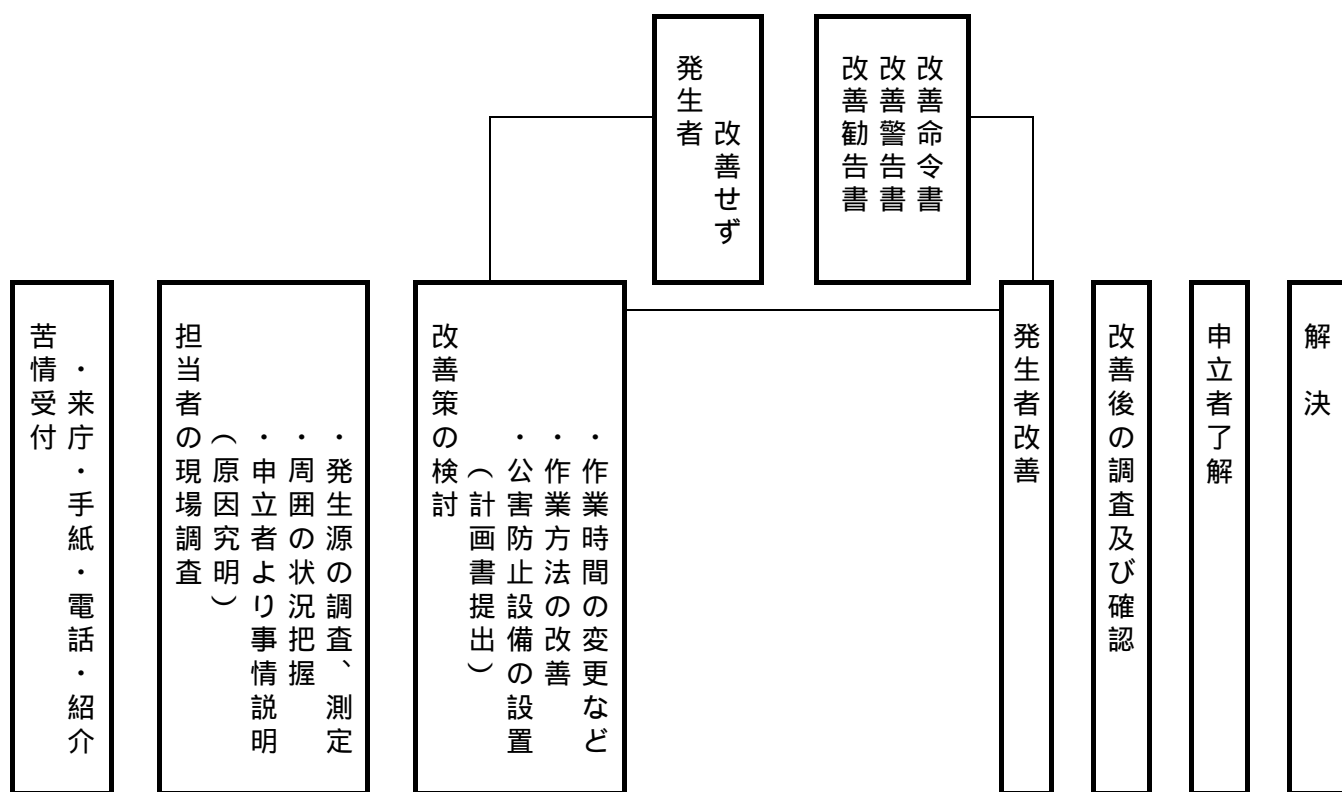 苦情受付
・来庁・手紙・電話・紹介
担当者の現場調査
（原因究明）
・申立者より事情説明
・周囲の状況把握
・発生源の調査、測定
改善策の検討
（計画書提出）
・公害防止設備の設置
・作業方法の改善
・作業時間の変更など
発生者
改善せず
改善勧告書
改善警告書
改善命令書
発生者改善
改善後の調査及び確認
申立者了解
解　決